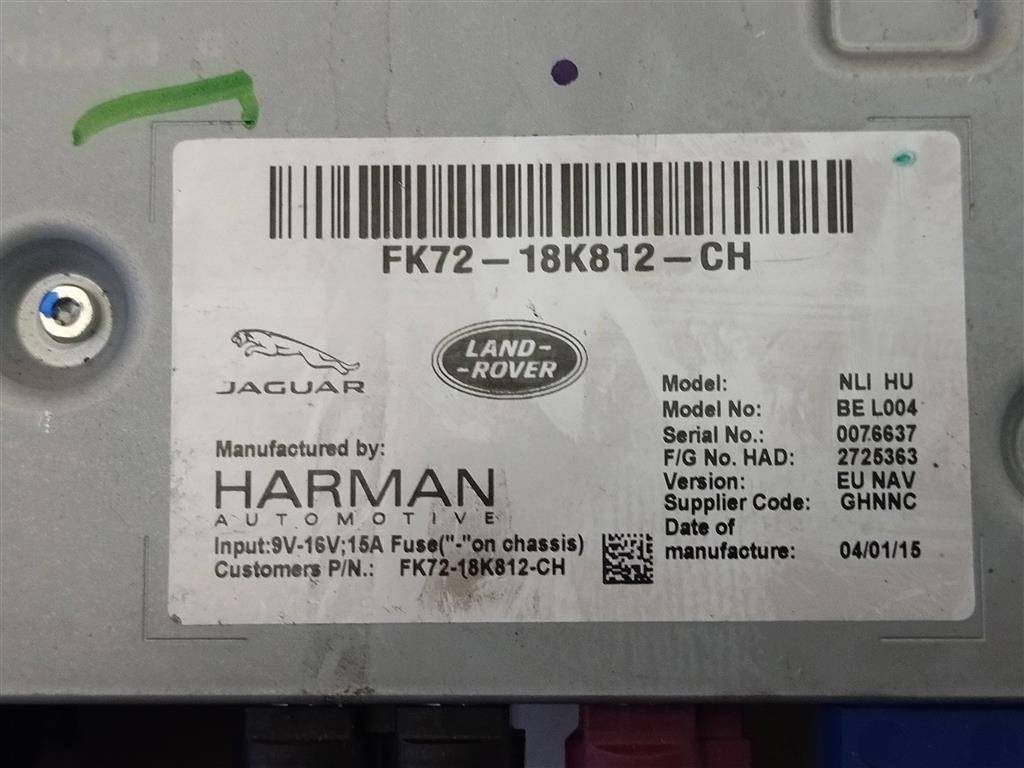 FK72-18K812-CH
JAGUAR
LAND-
-ROVER
Manufactured by:
HARMAN
AUTOMOTIVE
Input:9V-16V;15A Fuse("-"on chassis)
Customers P/N.: FK72-18K812-CH
Model: NLI HU
Model No: BE L004
Serial No.: 0076637
F/G No. HAD: 2725363
Version: EU NAV
Supplier Code: GHNNC
Date of
manufacture: 04/01/15